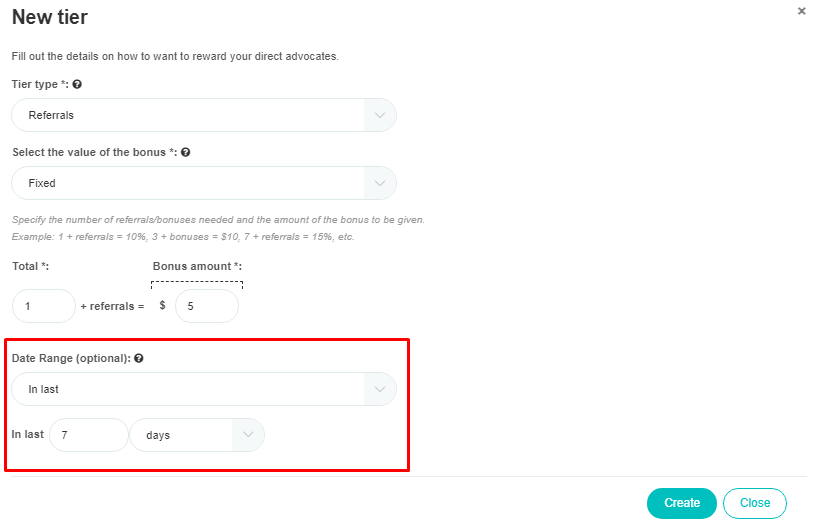 New tier
×
Fill out the details on how to want to reward your direct advocates.
Tier type *: ?
Referrals
Select the value of the bonus *: ?
Fixed
Specify the number of referrals/bonuses needed and the amount of the bonus to be given.
Example: 1 + referrals = 10%, 3 + bonuses = $10, 7 + referrals = 15%, etc.
Total *: Bonus amount *:
1 + referrals = $ 5
Date Range (optional): ?
In last
In last 7 days
Create Close